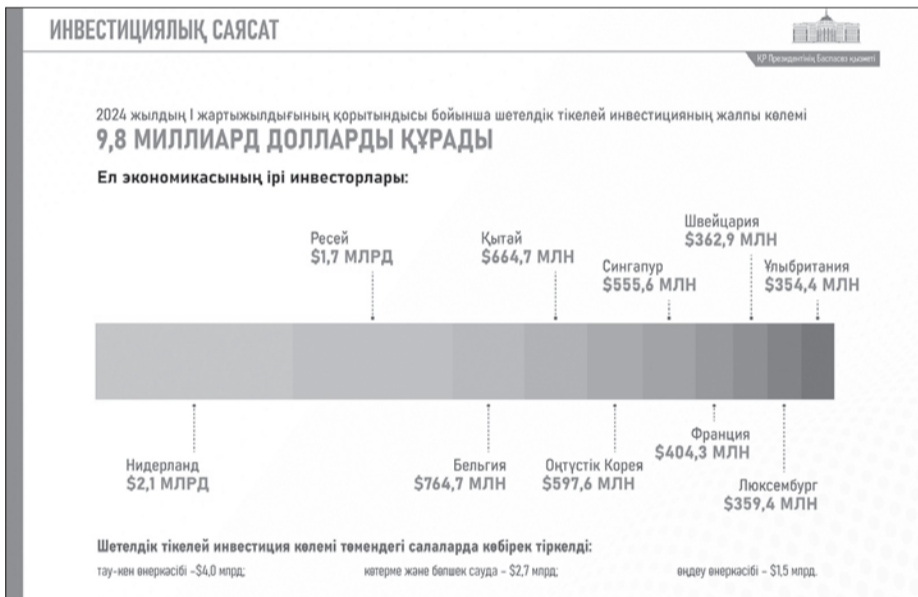 ИНВЕСТИЦИЯЛЫҚ САЯСАТ
ҚР Президентінің Баспасөз қызметі
2024 жылдың I жартыжылдығының қорытындысы бойынша шетелдік тікелей инвестицияның жалпы көлемі
9,8 МИЛЛИАРД ДОЛЛАРДЫ ҚҰРАДЫ
Ел экономикасының ірі инвесторлары:
Ресей
$1,7 МЛРД
Қытай
$664,7 МЛН
Сингапур
$555,6 МЛН
Швейцария
$362,9 МЛН
Ұлыбритания
$354,4 МЛН
Нидерланд
$2,1 МЛРД
Бельгия
$764,7 МЛН
Оңтүстік Корея
$597,6 МЛН
Франция
$404,3 МЛН
Люксембург
$359,4 МЛН
Шетелдік тікелей инвестиция көлемі төмендегі салаларда көбірек тіркелді:
тау-кен өнеркәсібі –$4,0 млрд;
көтерме және бөлшек сауда – $2,7 млрд;
өңдеу өнеркәсібі – $1,5 млрд.